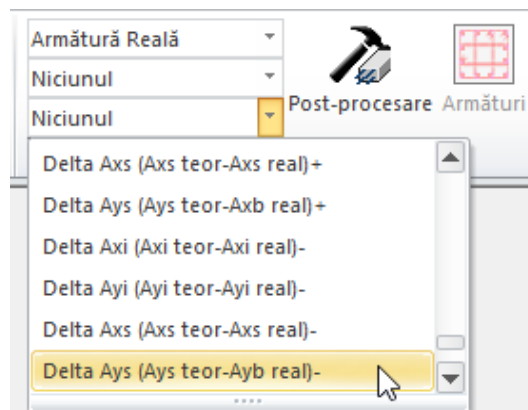 Armătură Reală
Niciunul
Niciunul
Post-procesare
Armături
Delta Axs (Axs teor-Axs real)+
Delta Ays (Ays teor-Axb real)+
Delta Axi (Axi teor-Axi real)-
Delta Ayi (Ayi teor-Ayi real)-
Delta Axs (Axs teor-Axs real)-
Delta Ays (Ays teor-Ayb real)-